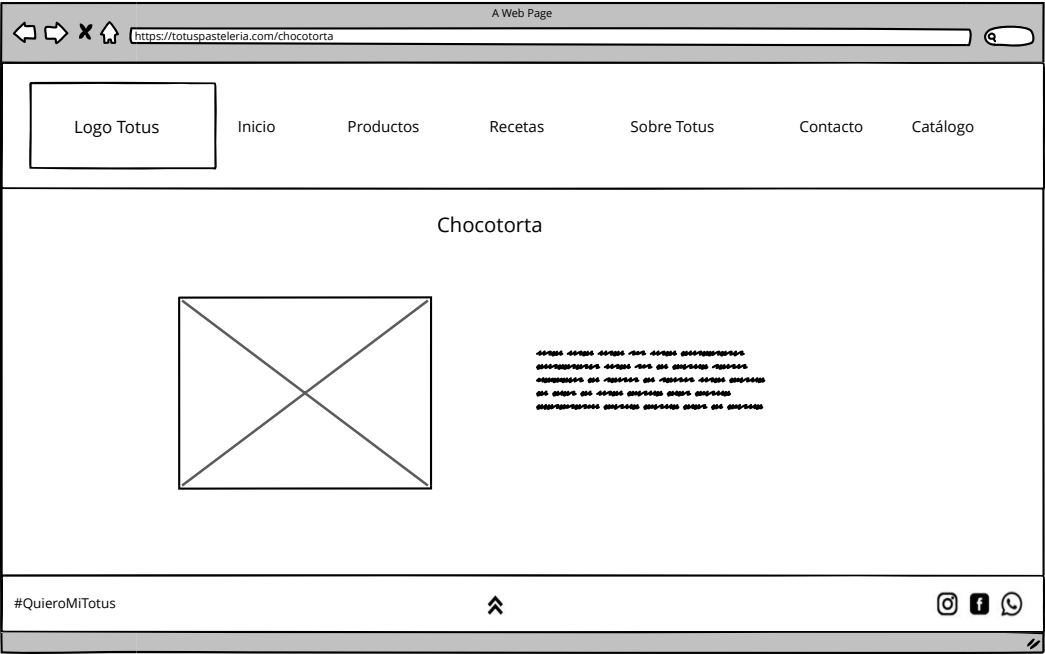 A Web Page
https://totuspasteleria.com/chocotorta
Logo Totus
Inicio
Productos
Recetas
Sobre Totus
Contacto
Catálogo
Chocotorta
#QuieroMiTotus